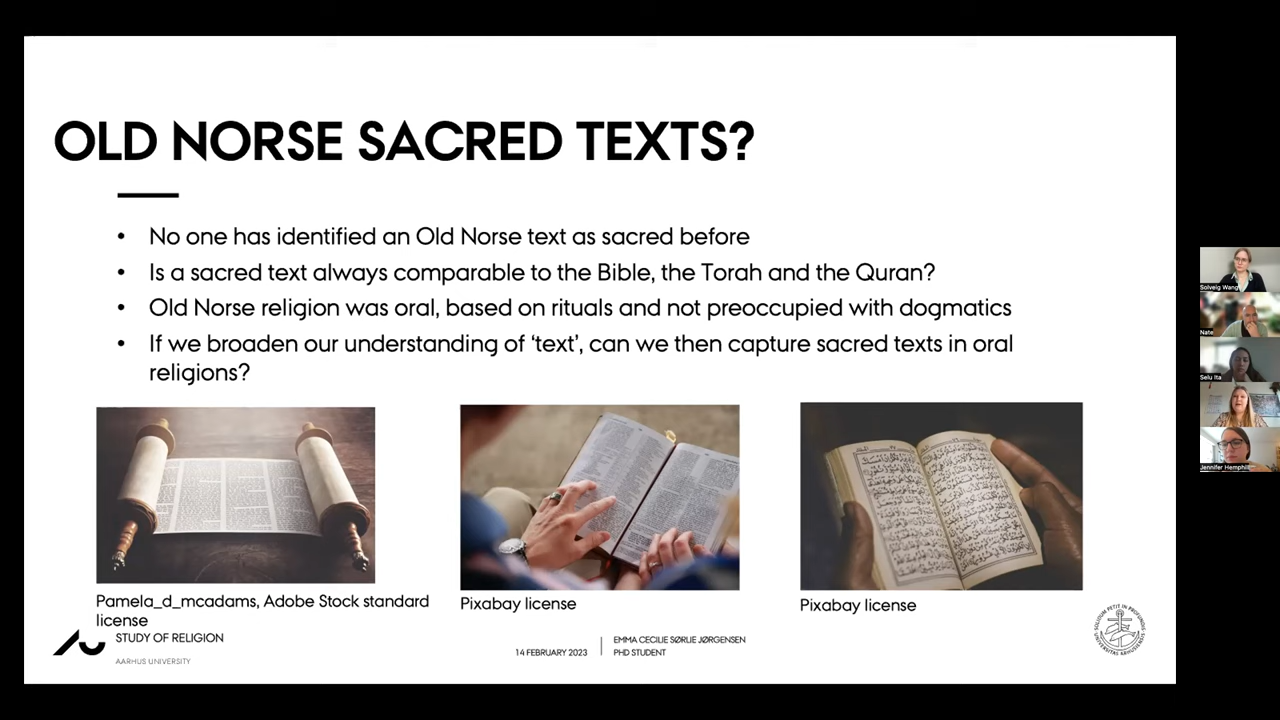 OLD NORSE SACRED TEXTS?
• No one has identified an Old Norse text as sacred before
• Is a sacred text always comparable to the Bible, the Torah and the Quran?
• Old Norse religion was oral, based on rituals and not preoccupied with dogmatics
• If we broaden our understanding of ‘text’, can we then capture sacred texts in oral
religions?
Pamela_d_mcadams, Adobe Stock standard
license
Pixabay license
Pixabay license
STUDY OF RELIGION
AARHUS UNIVERSITY
14 FEBRUARY 2023
EMMA CECILIE SØRLIE JØRGENSEN
PHD STUDENT
Solveig Wang
Nate
Selu Ita
Jennifer Hemphill